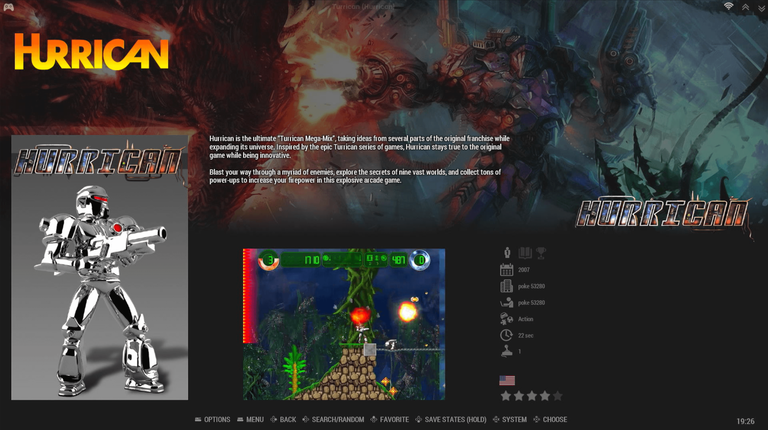 HURRICAN
Hurrican is the ultimate "Turrican Mega-Mix", taking ideas from several parts of the original franchise while
expanding its universe. Inspired by the epic Turrican series of games, Hurrican stays true to the original
game while being innovative.
Blast your way through a myriad of enemies, explore the secrets of nine vast worlds, and collect tons of
power-ups to increase your firepower in this explosive arcade game.
HURRICAN
HURRICAN
3
487
0
2007
poke 53280
poke 53280
Action
22 sec
1
OPTIONS MENU BACK SEARCH/RANDOM FAVORITE SAVE STATES (HOLD) SYSTEM CHOOSE
19:26